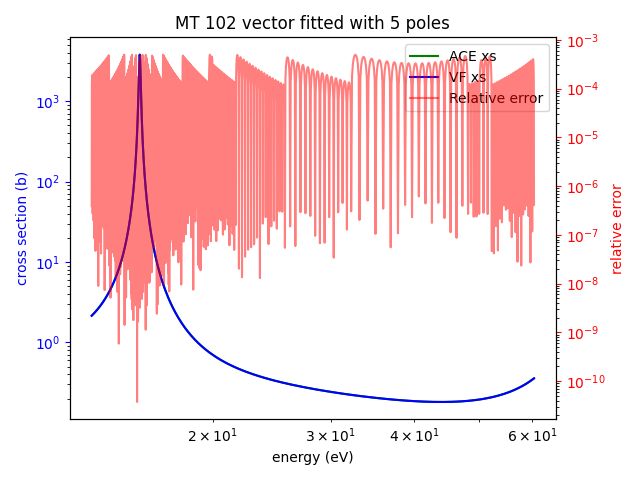 MT 102 vector fitted with 5 poles
ACE xs
VF xs
Relative error
10³
10²
10¹
10⁰
cross section (b)
10⁻³
10⁻⁴
10⁻⁵
10⁻⁶
10⁻⁷
10⁻⁸
10⁻⁹
10⁻¹⁰
relative error
2 × 10¹ 3 × 10¹ 4 × 10¹ 6 × 10¹
energy (eV)